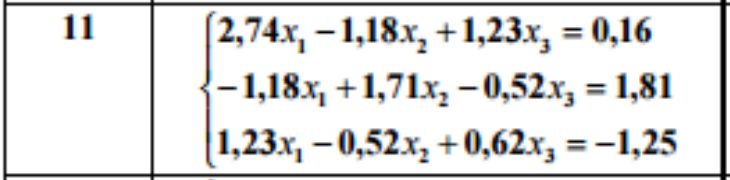 11
2,74x₁ − 1,18x₂ + 1,23x₃ = 0,16
−1,18x₁ + 1,71x₂ − 0,52x₃ = 1,81
1,23x₁ − 0,52x₂ + 0,62x₃ = −1,25